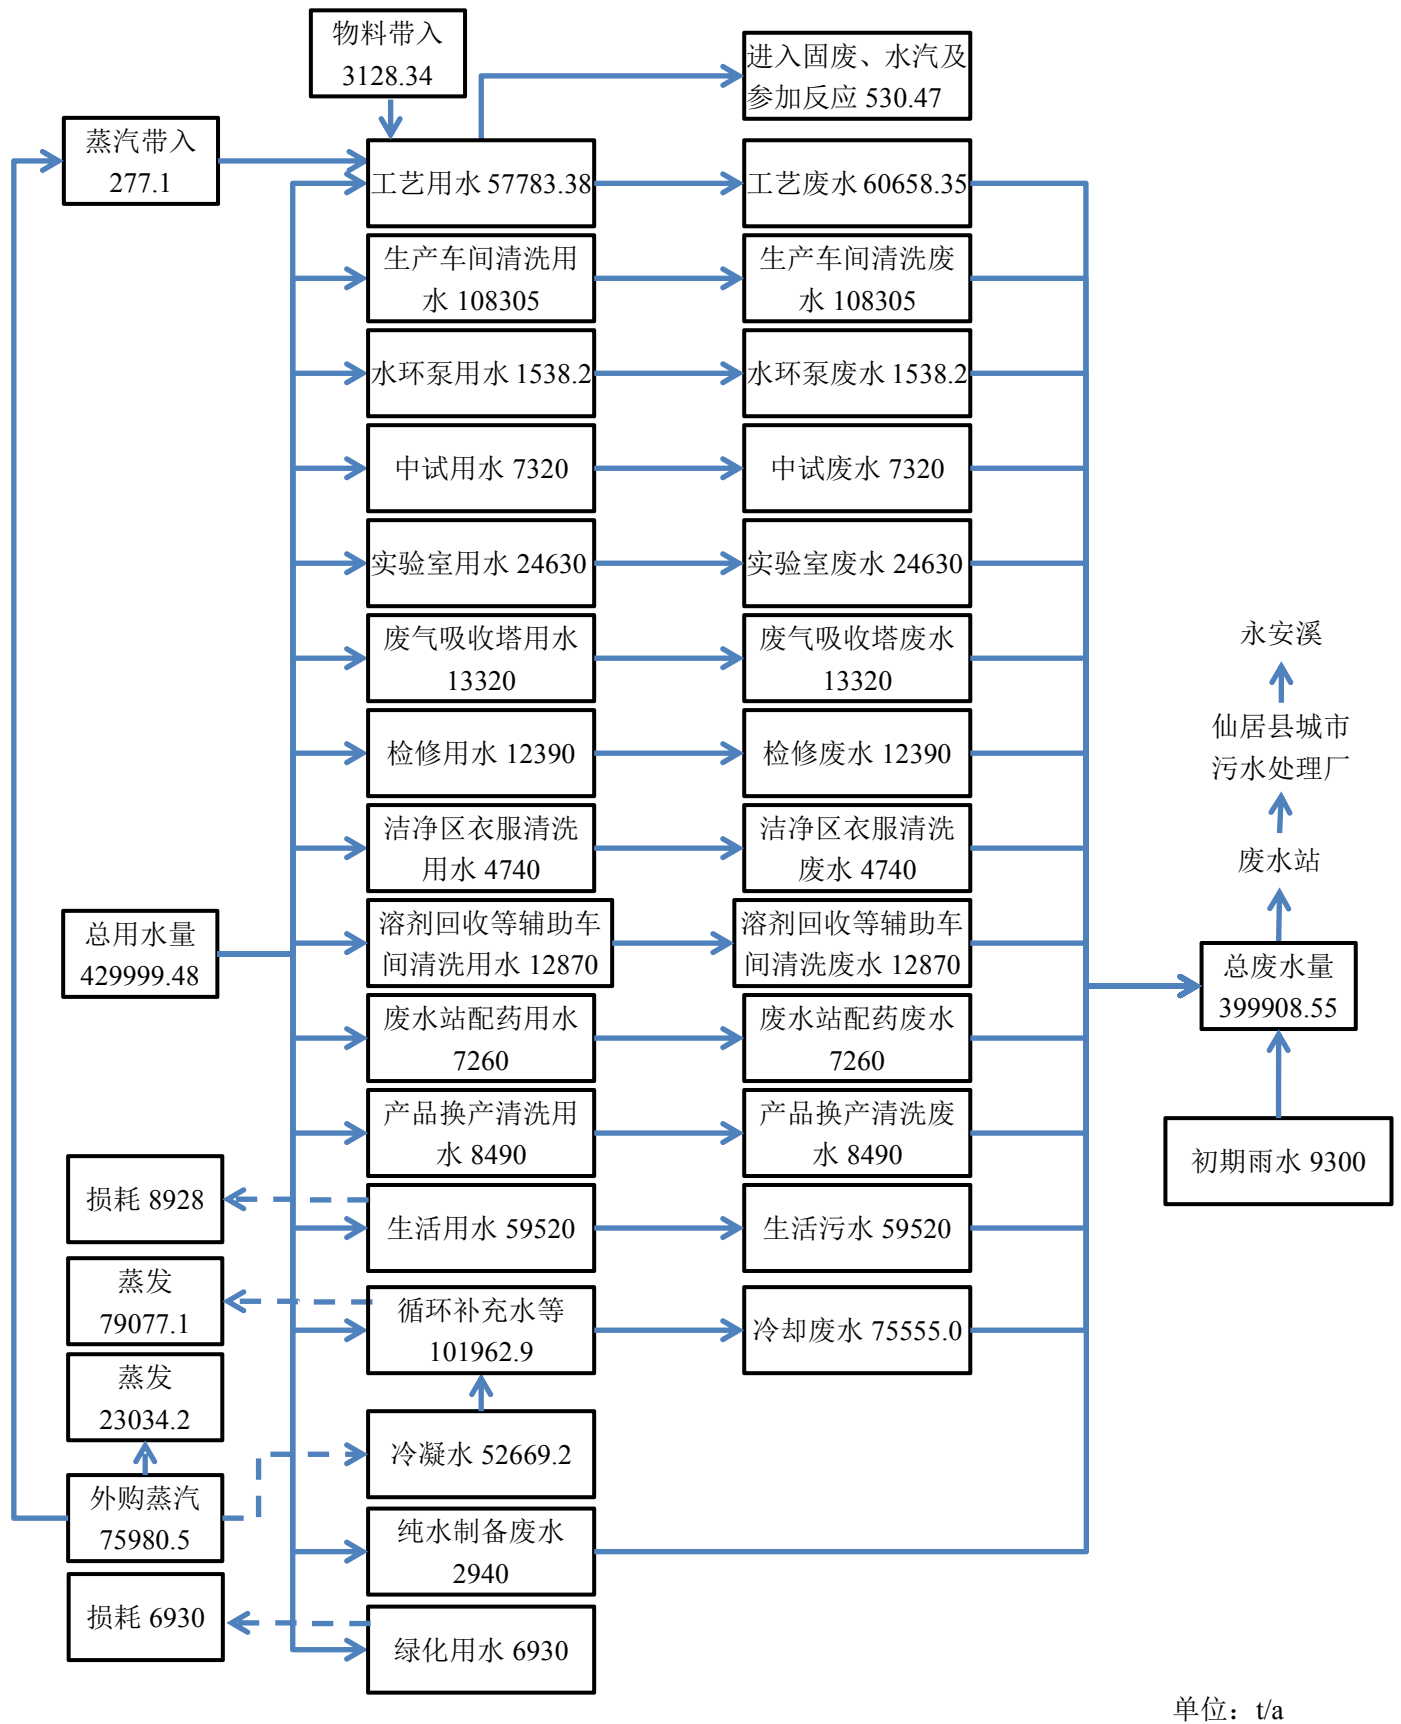 物料带入
3128.34
进入固废、水汽及
参加反应 530.47
蒸汽带入
277.1
工艺用水 57783.38
工艺废水 60658.35
生产车间清洗用
水 108305
生产车间清洗废
水 108305
水环泵用水 1538.2
水环泵废水 1538.2
中试用水 7320
中试废水 7320
实验室用水 24630
实验室废水 24630
废气吸收塔用水
13320
废气吸收塔废水
13320
永安溪
仙居县城市
污水处理厂
检修用水 12390
检修废水 12390
洁净区衣服清洗
用水 4740
洁净区衣服清洗
废水 4740
废水站
总用水量
429999.48
溶剂回收等辅助车
间清洗用水 12870
溶剂回收等辅助车
间清洗废水 12870
总废水量
399908.55
废水站配药用水
7260
废水站配药废水
7260
产品换产清洗用
水 8490
产品换产清洗废
水 8490
初期雨水 9300
损耗 8928
生活用水 59520
生活污水 59520
蒸发
79077.1
循环补充水等
101962.9
冷却废水 75555.0
蒸发
23034.2
冷凝水 52669.2
外购蒸汽
75980.5
纯水制备废水
2940
损耗 6930
绿化用水 6930
单位：t/a